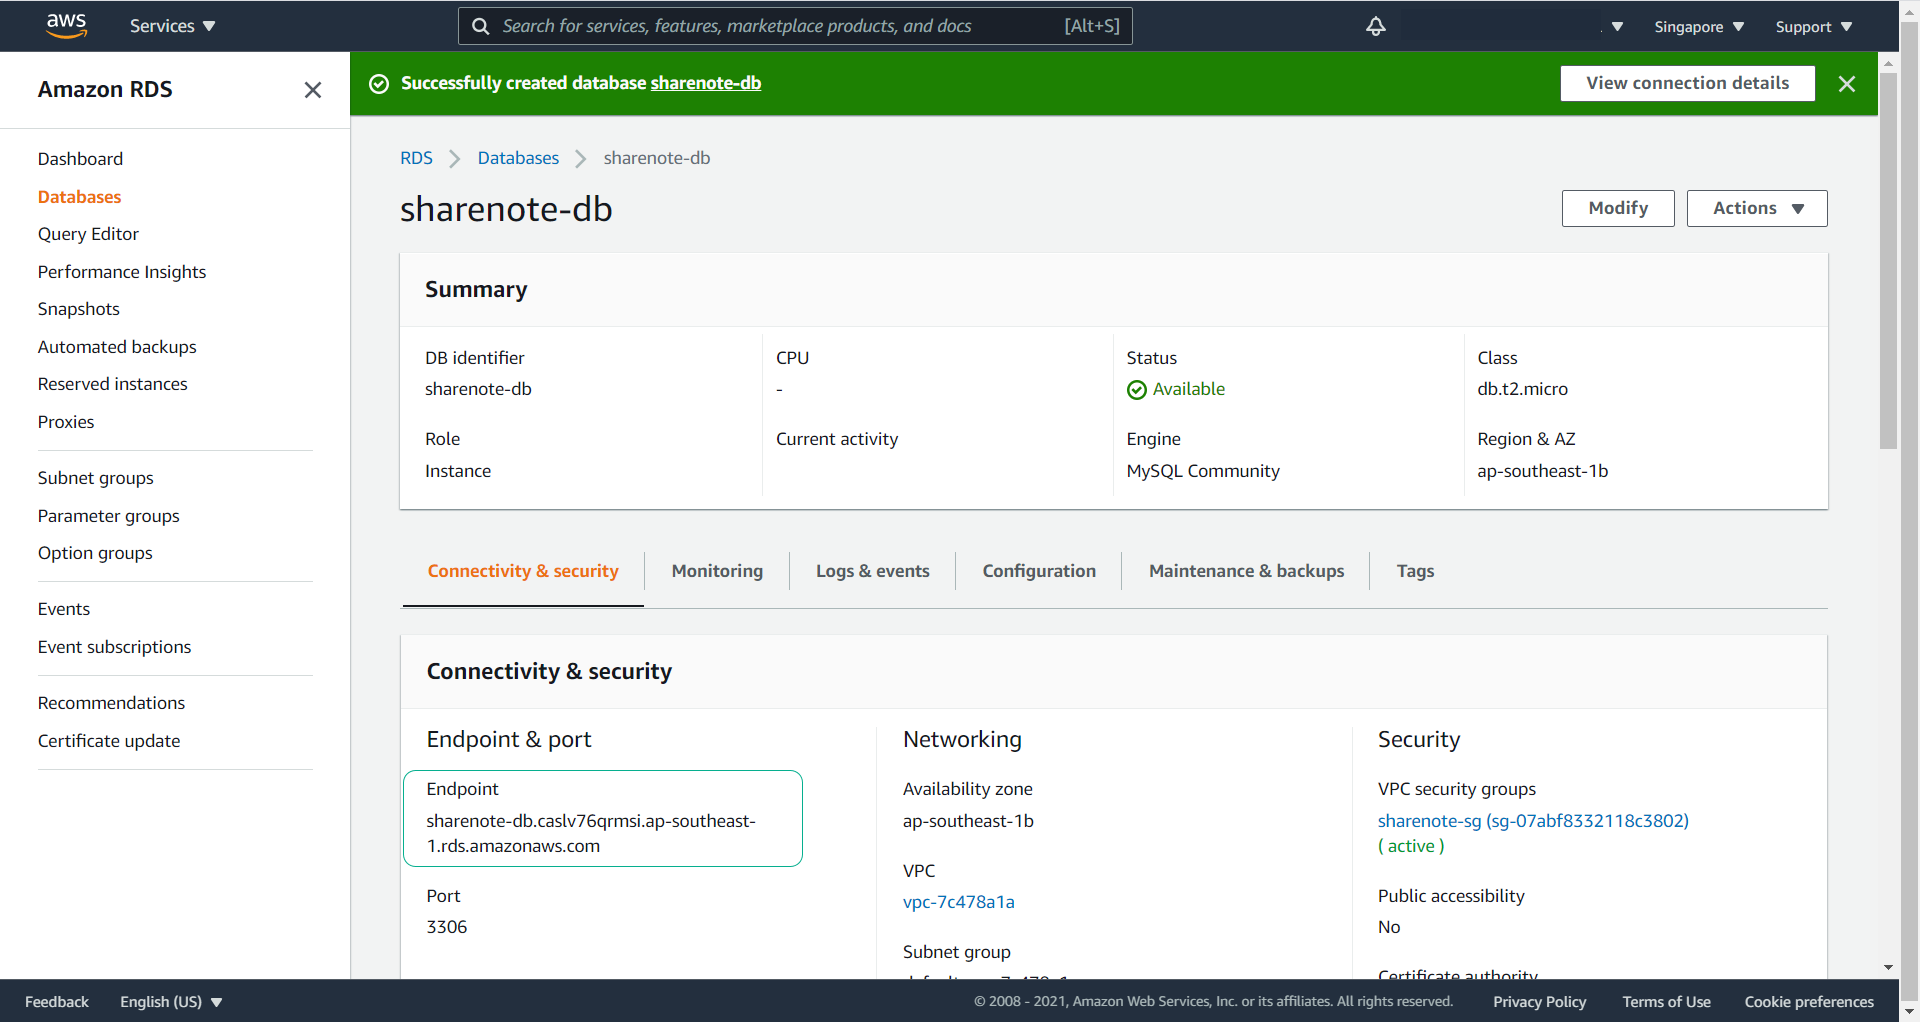 aws
Services
Search for services, features, marketplace products, and docs [Alt+S]
Singapore
Support
Amazon RDS
Dashboard
Databases
Query Editor
Performance Insights
Snapshots
Automated backups
Reserved instances
Proxies
Subnet groups
Parameter groups
Option groups
Events
Event subscriptions
Recommendations
Certificate update
Successfully created database sharenote-db
View connection details
RDS
Databases
sharenote-db
sharenote-db
Modify
Actions
Summary
DB identifier
sharenote-db
CPU
-
Status
Available
Class
db.t2.micro
Role
Instance
Current activity
Engine
MySQL Community
Region & AZ
ap-southeast-1b
Connectivity & security
Monitoring
Logs & events
Configuration
Maintenance & backups
Tags
Connectivity & security
Endpoint & port
Endpoint
sharenote-db.caslv76qrmsi.ap-southeast-
1.rds.amazonaws.com
Port
3306
Networking
Availability zone
ap-southeast-1b
VPC
vpc-7c478a1a
Subnet group
Security
VPC security groups
sharenote-sg (sg-07abf8332118c3802)
( active )
Public accessibility
No
Certificate authority
Feedback
English (US)
© 2008 - 2021, Amazon Web Services, Inc. or its affiliates. All rights reserved.
Privacy Policy
Terms of Use
Cookie preferences